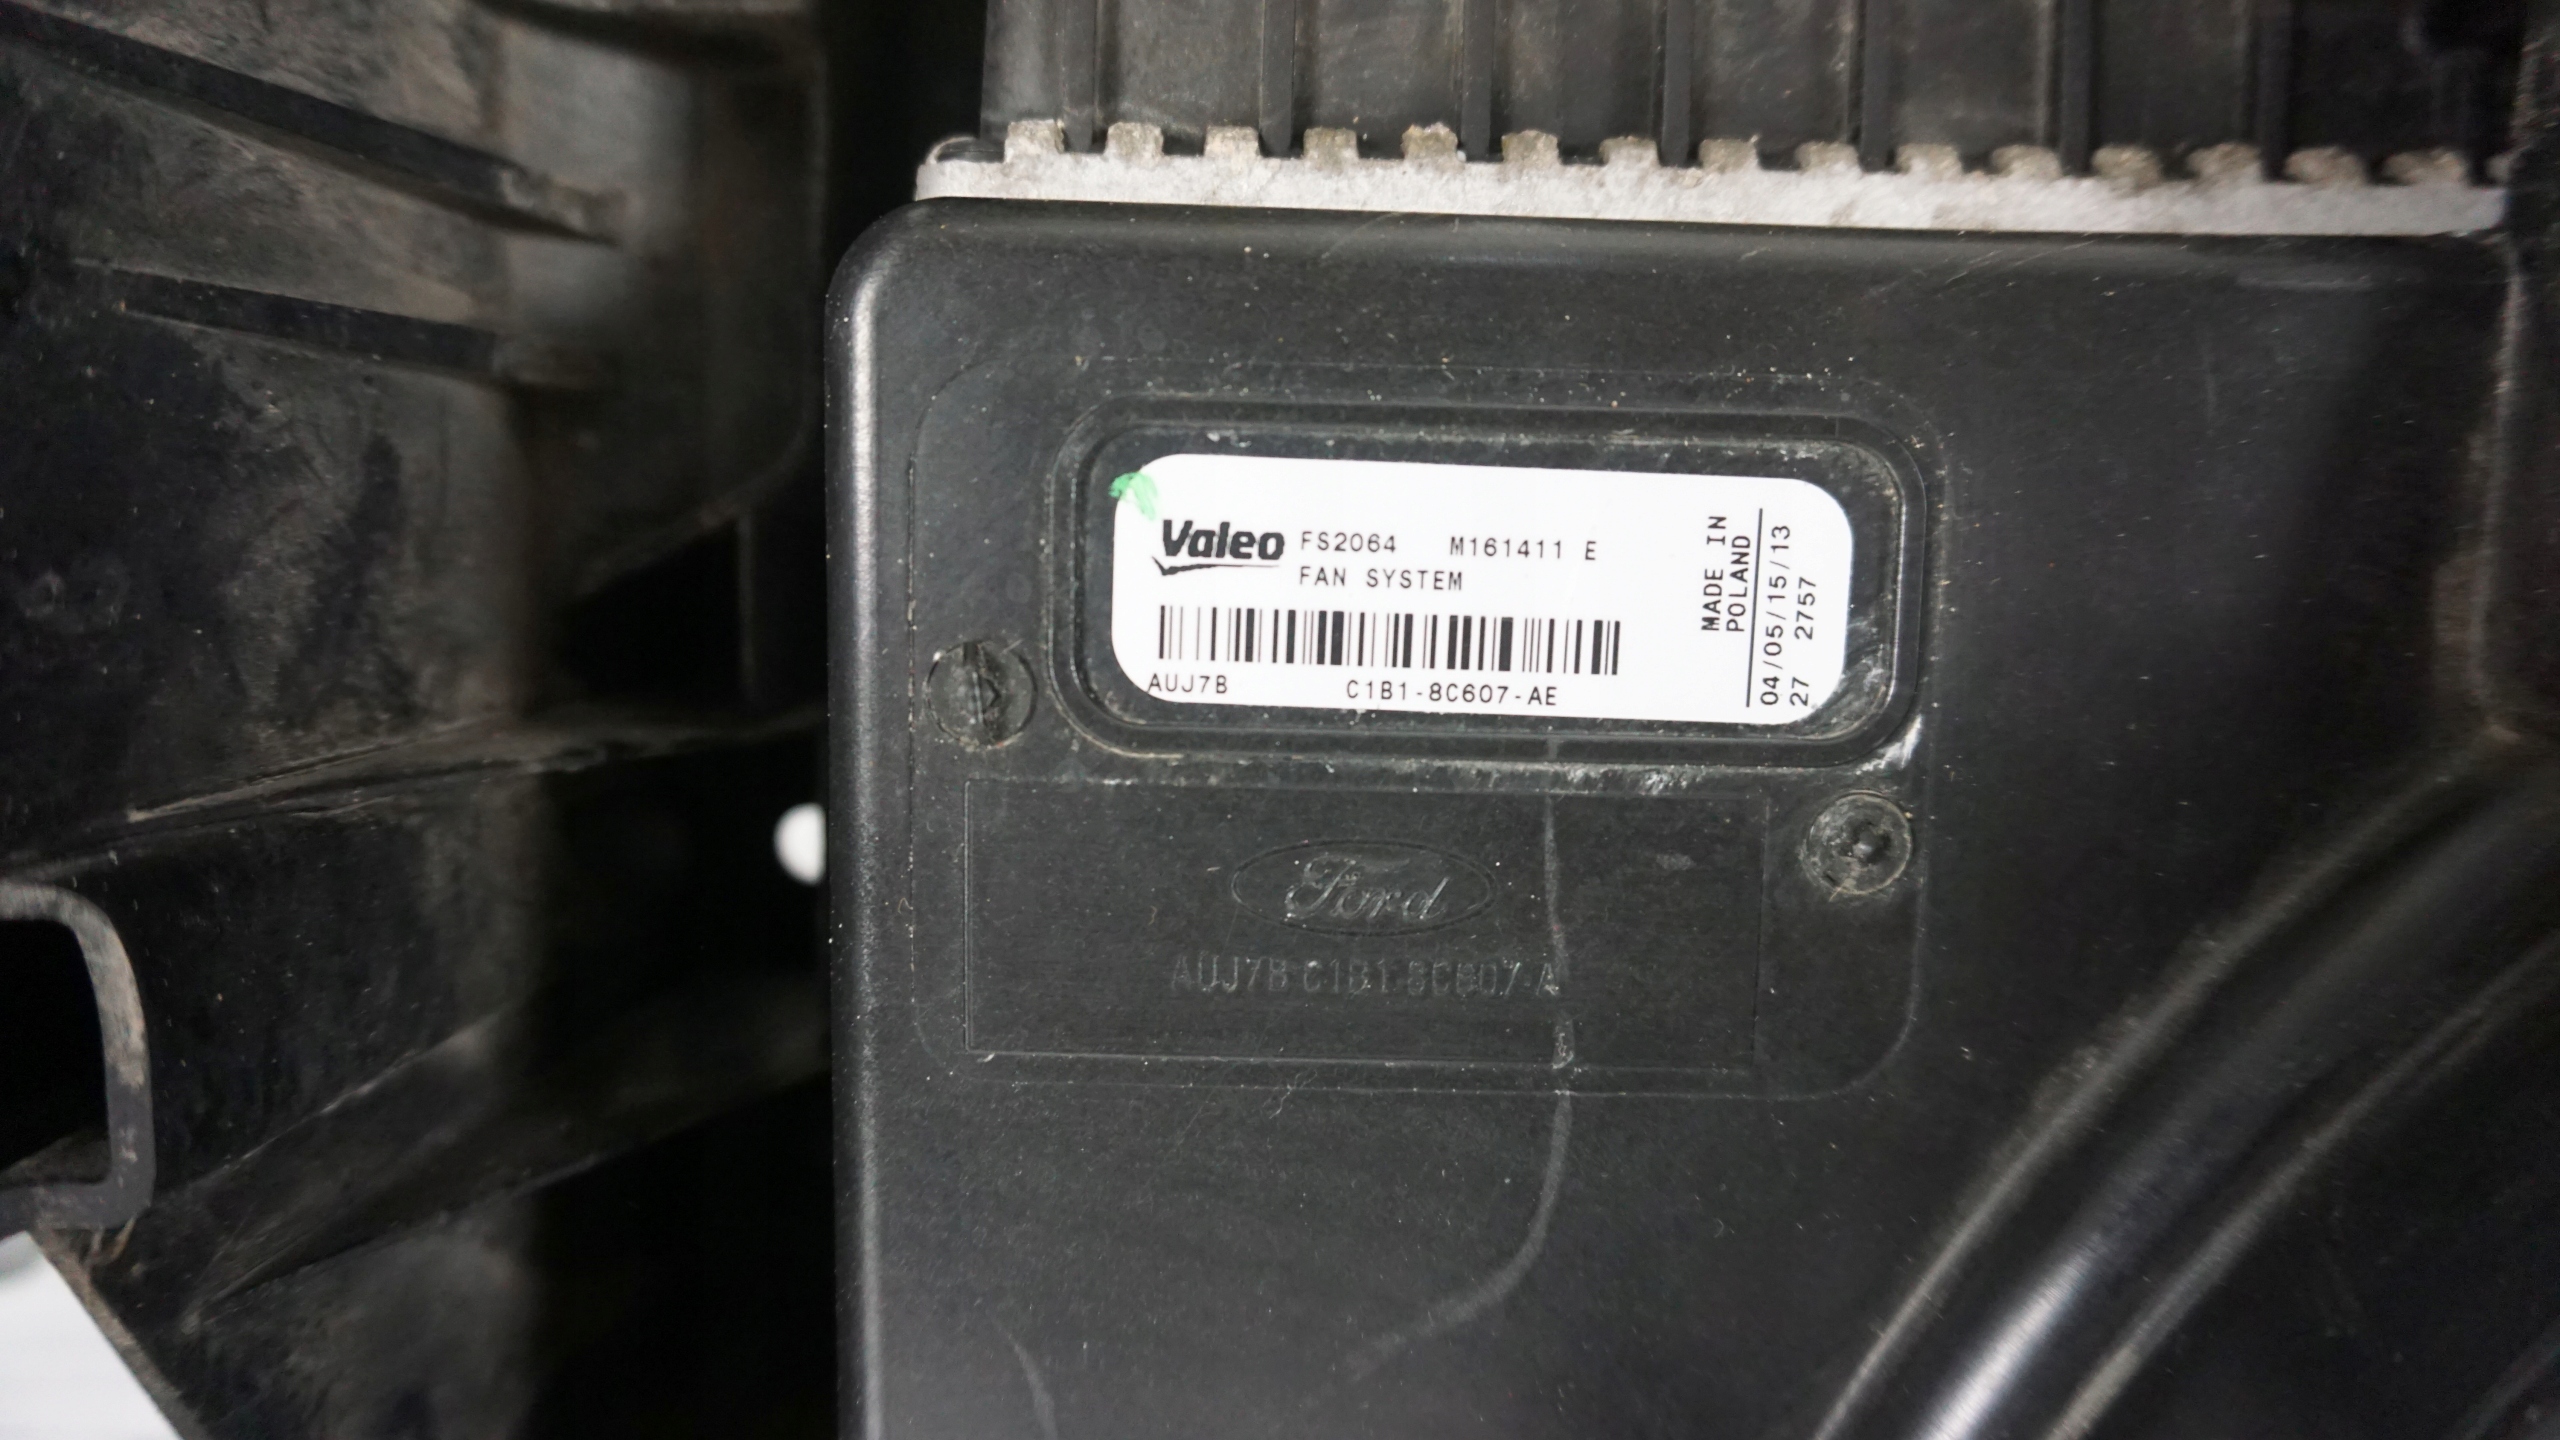 Valeo FS2064 M161411 E
FAN SYSTEM
AUJ7B C1B1-8C607-AE
MADE IN
POLAND
04/05/15/13
27 2757
Ford
AUJ7B C1B1-8C607-A